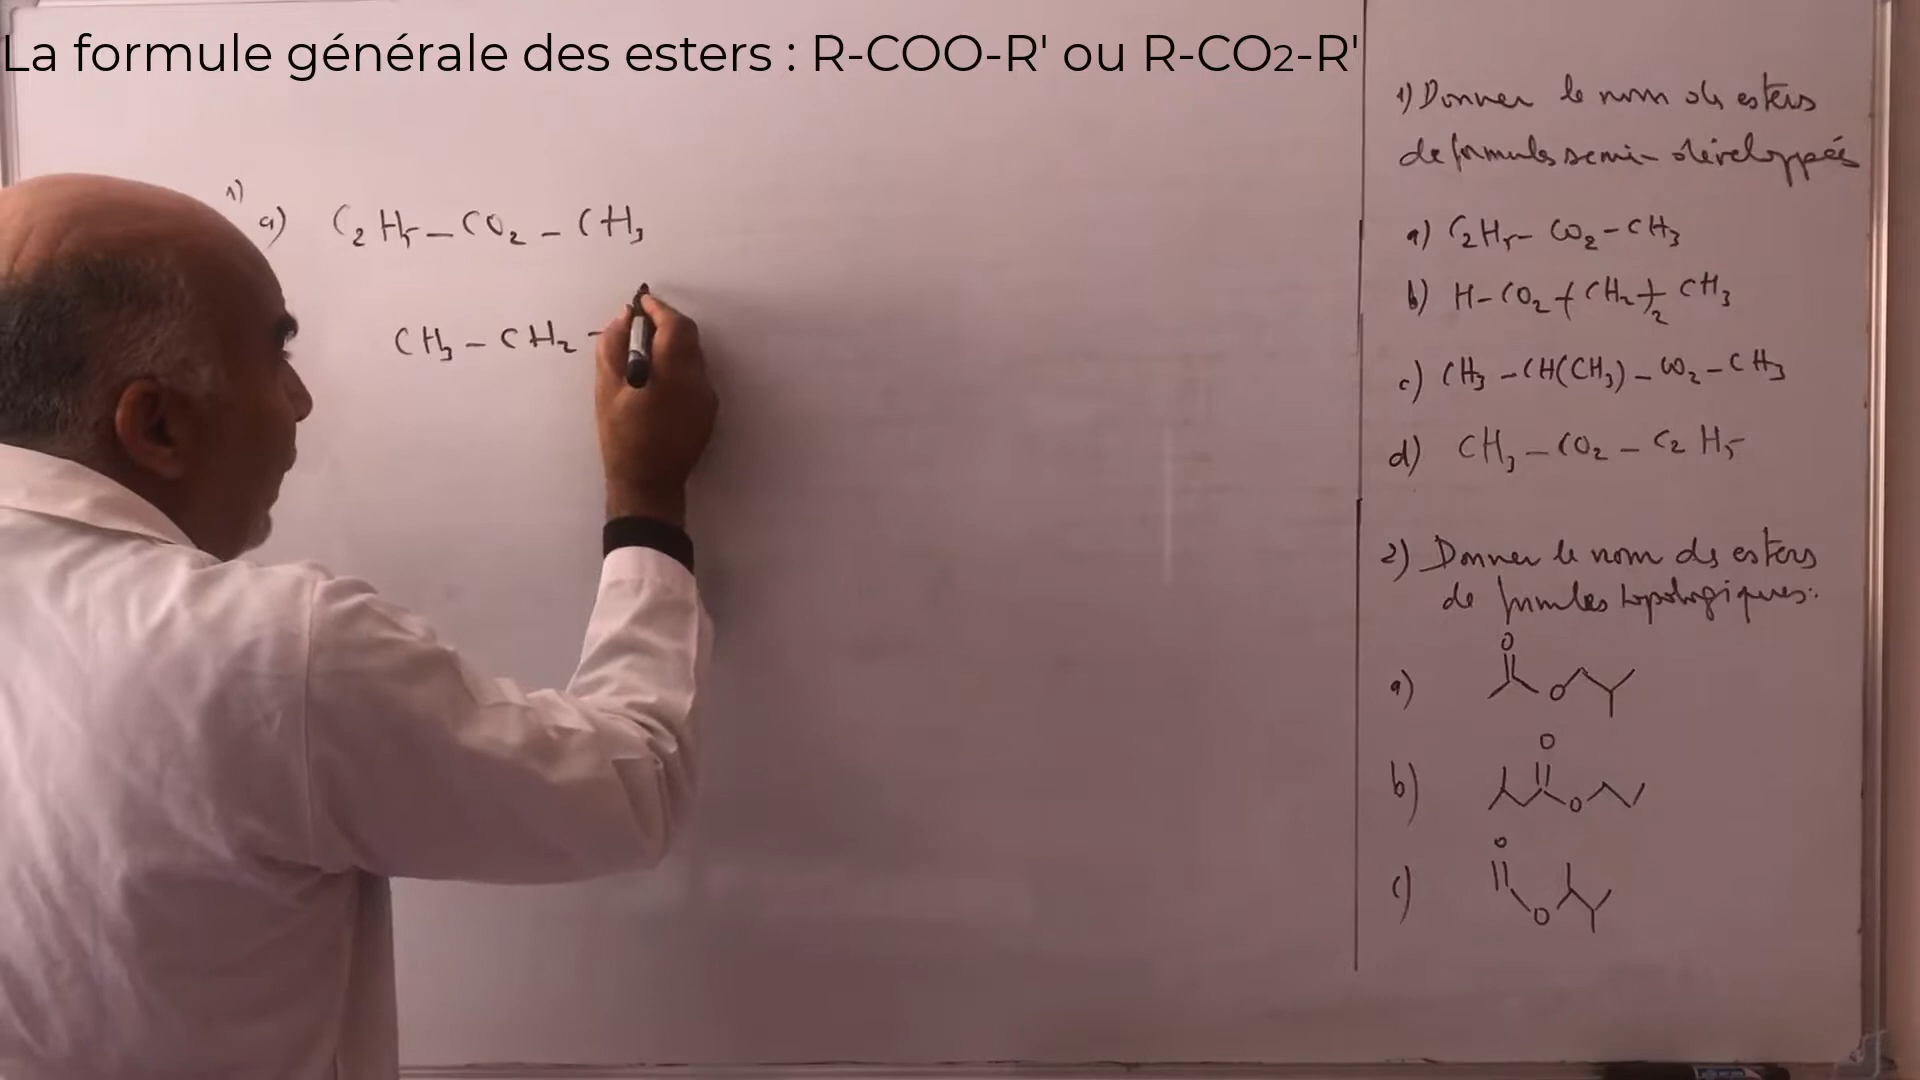 La formule générale des esters : R-COO-R' ou R-CO2-R'
1)
a) C2H5-CO2-CH3
CH3-CH2-
1) Donner le nom des esters
de formules semi-développées
a) C2H5-CO2-CH3
b) H-CO2-(CH2)2-CH3
c) CH3-CH(CH3)-CO2-CH3
d) CH3-CO2-C2H5
2) Donner le nom des esters
de formules topologiques:
a)
O
O
b)
O
O
c)
O
O